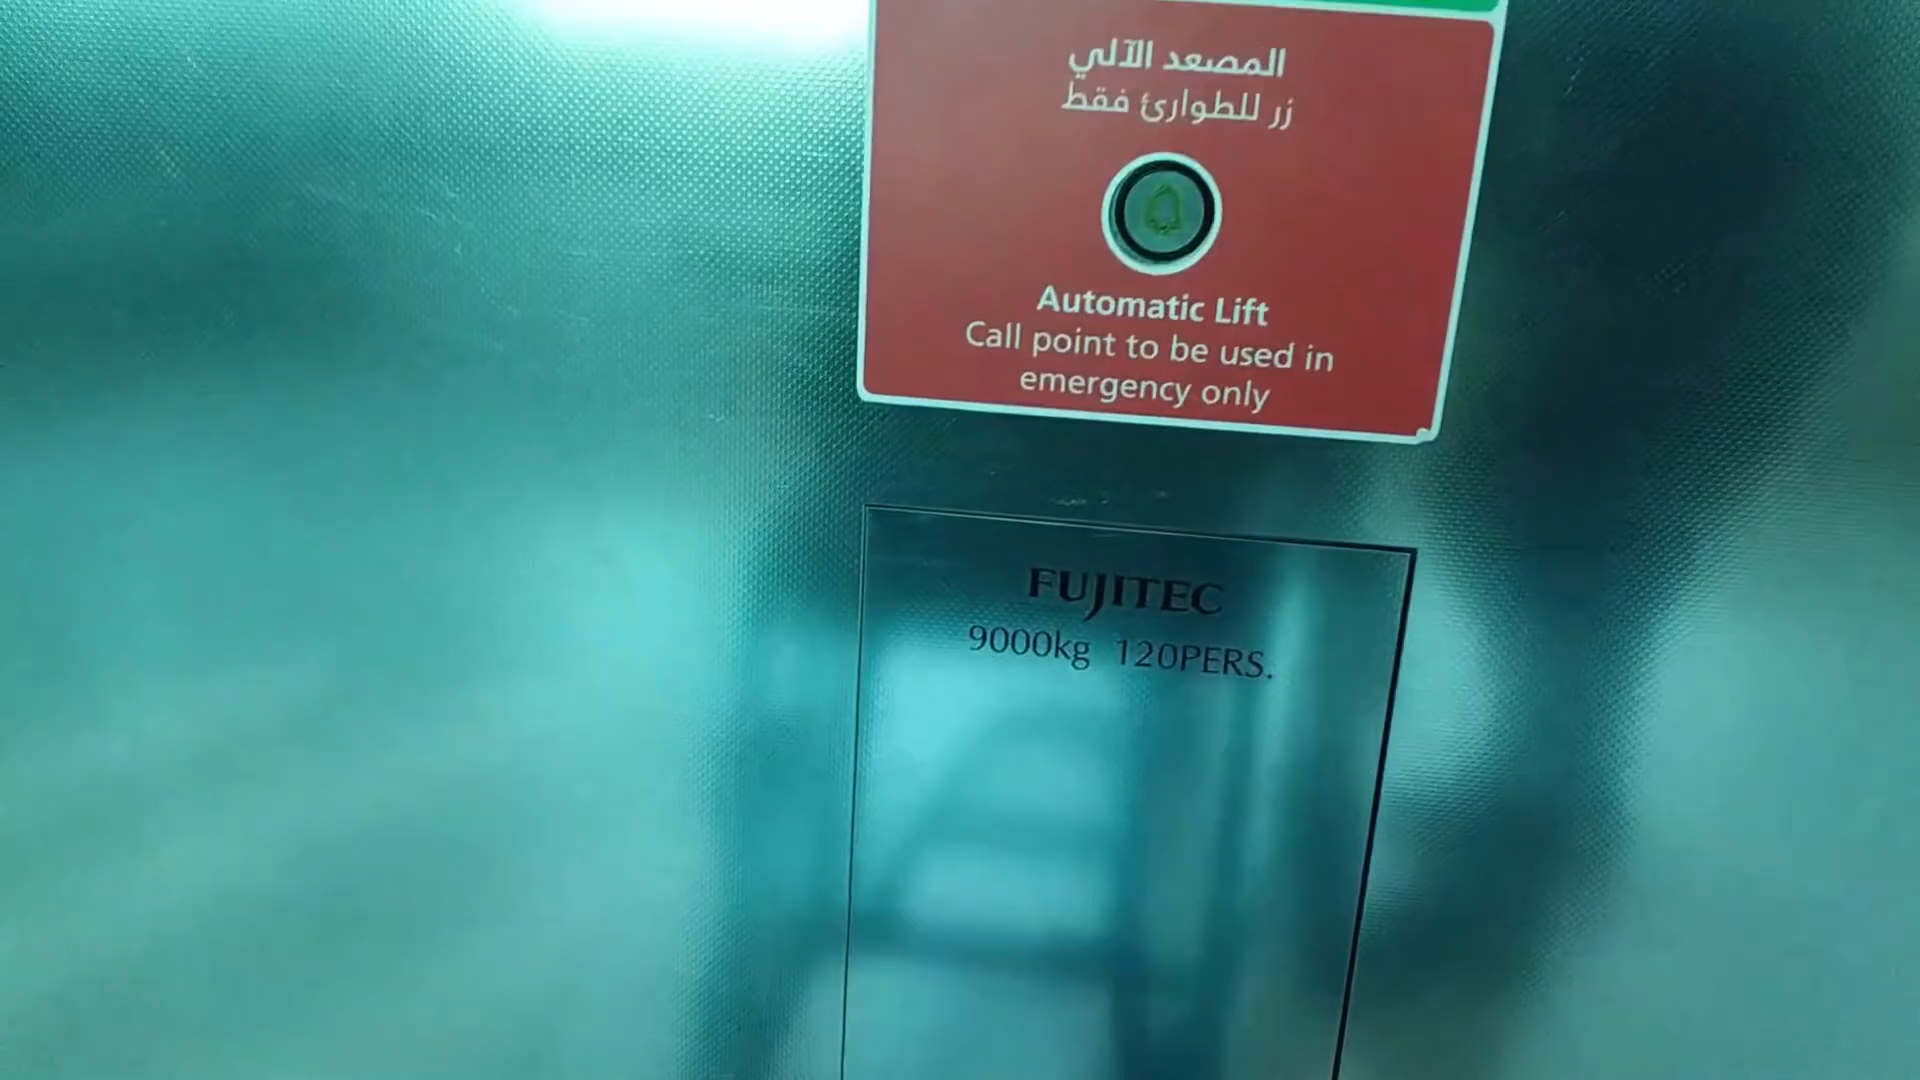 المصعد الآلي
زر للطوارئ فقط
Automatic Lift
Call point to be used in
emergency only
FUJITEC
9000kg 120PERS.